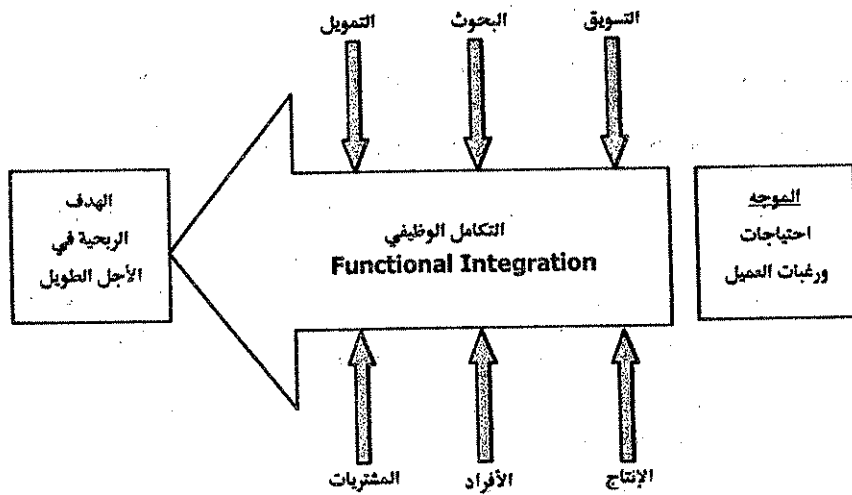 التسويق
البحوث
التمويل
الموجه
احتياجات
ورغبات العميل
التكامل الوظيفي
Functional Integration
الهدف
الربحية في
الأجل الطويل
الإنتاج
الأفراد
المشتريات